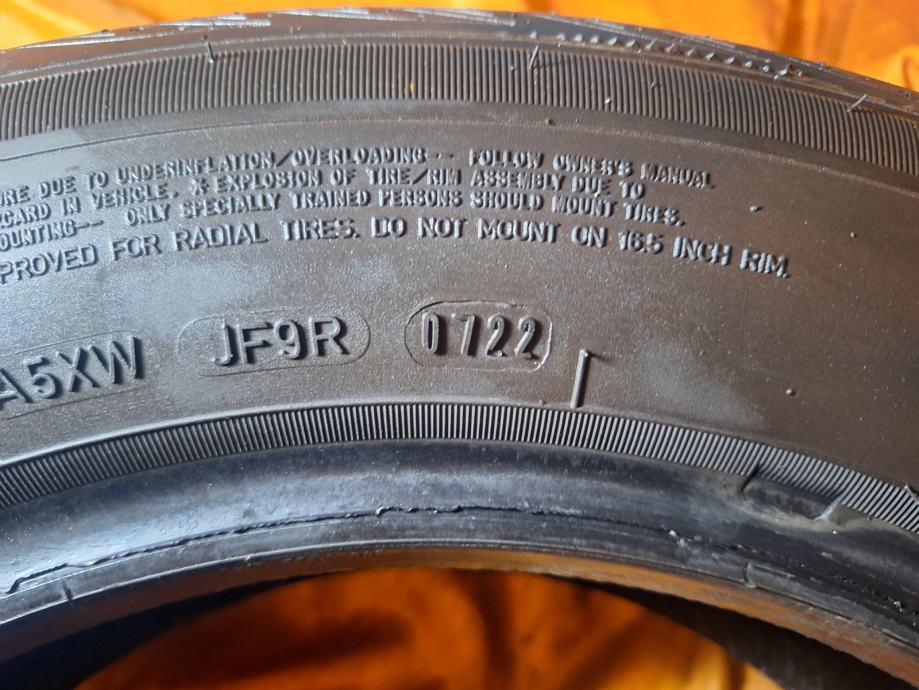 URE DUE TO UNDERINFLATION/OVERLOADING-- FOLLOW OWNER'S MANUAL
ZARD IN VEHICLE. * EXPLOSION OF TIRE/RIM ASSEMBLY DUE TO
OUNTING-- ONLY SPECIALLY TRAINED PERSONS SHOULD MOUNT TIRES.
PROVED FOR RADIAL TIRES. DO NOT MOUNT ON 16.5 INCH RIM.
A5XW JF9R 0722